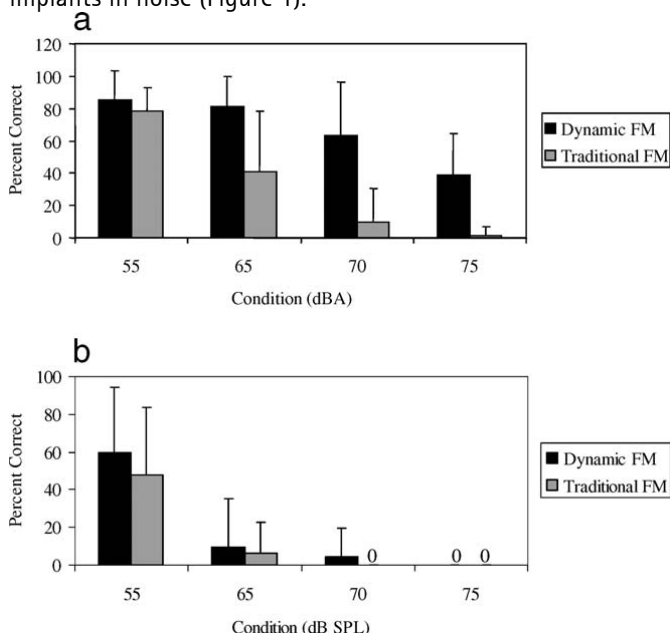 implants in noise (Figure 1).
a
120
100
80
60
40
20
0
Percent Correct
55 65 70 75
Condition (dBA)
Dynamic FM
Traditional FM
b
100
80
60
40
20
0
Percent Correct
0 0 0
55 65 70 75
Condition (dB SPL)
Dynamic FM
Traditional FM